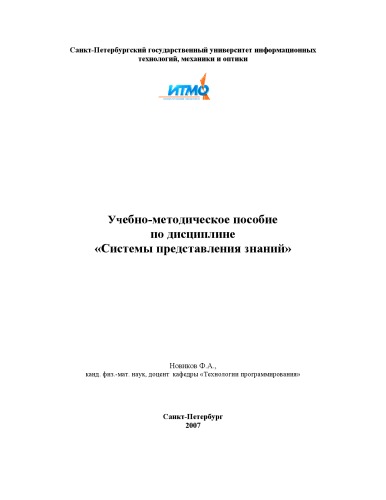 Санкт-Петербургский государственный университет информационных
технологий, механики и оптики
ИТМО
Учебно-методическое пособие
по дисциплине
«Системы представления знаний»
Новиков Ф.А.,
канд. физ.-мат. наук, доцент кафедры «Технологии программирования»
Санкт-Петербург
2007